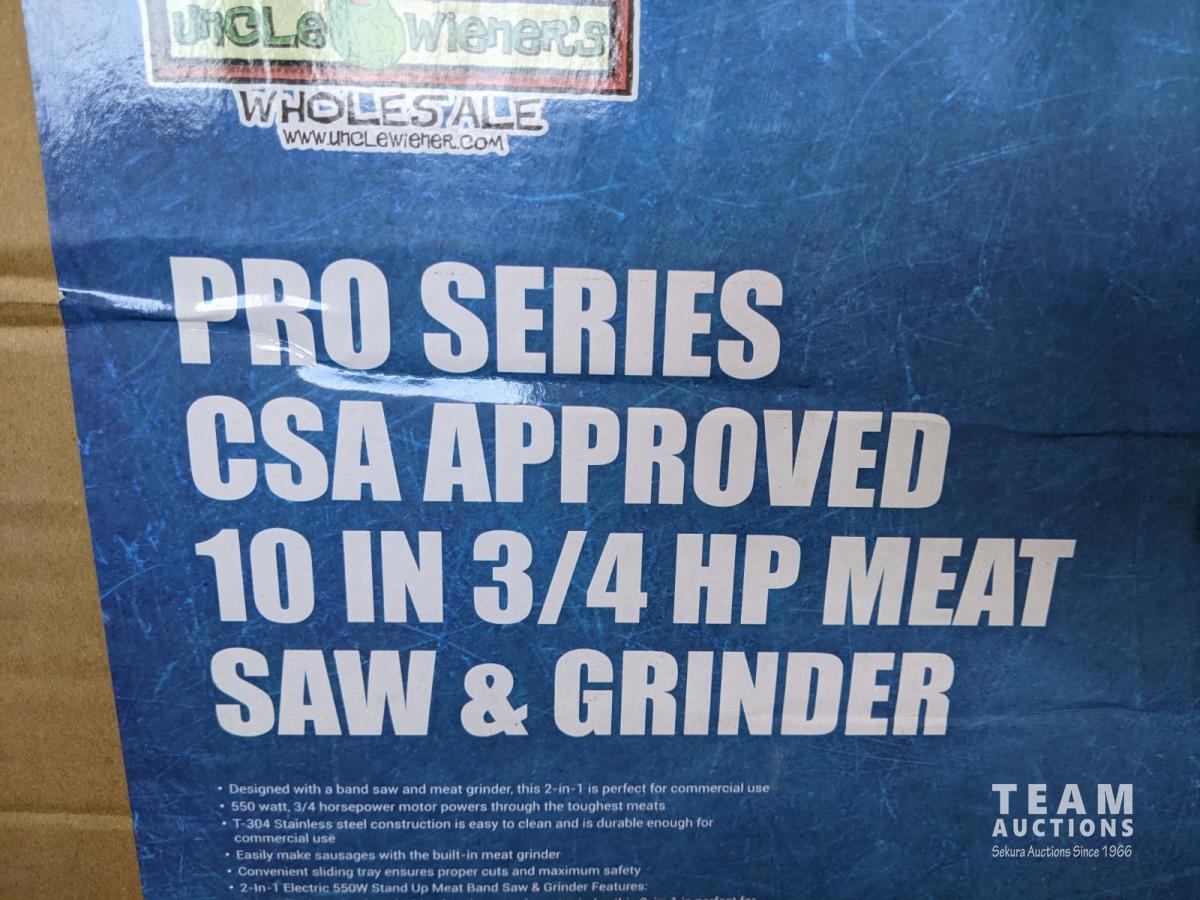 UNCLE WIENER'S
WHOLESALE
WWW.UNCLEWIENER.COM
PRO SERIES
CSA APPROVED
10 IN 3/4 HP MEAT
SAW & GRINDER
• Designed with a band saw and meat grinder, this 2-in-1 is perfect for commercial use
• 550 watt, 3/4 horsepower motor powers through the toughest meats
• T-304 Stainless steel construction is easy to clean and is durable enough for
commercial use
• Easily make sausages with the built-in meat grinder
• Convenient sliding tray ensures proper cuts and maximum safety
• 2-In-1 Electric 550W Stand Up Meat Band Saw & Grinder Features:
TEAM
AUCTIONS
Sekura Auctions Since 1966